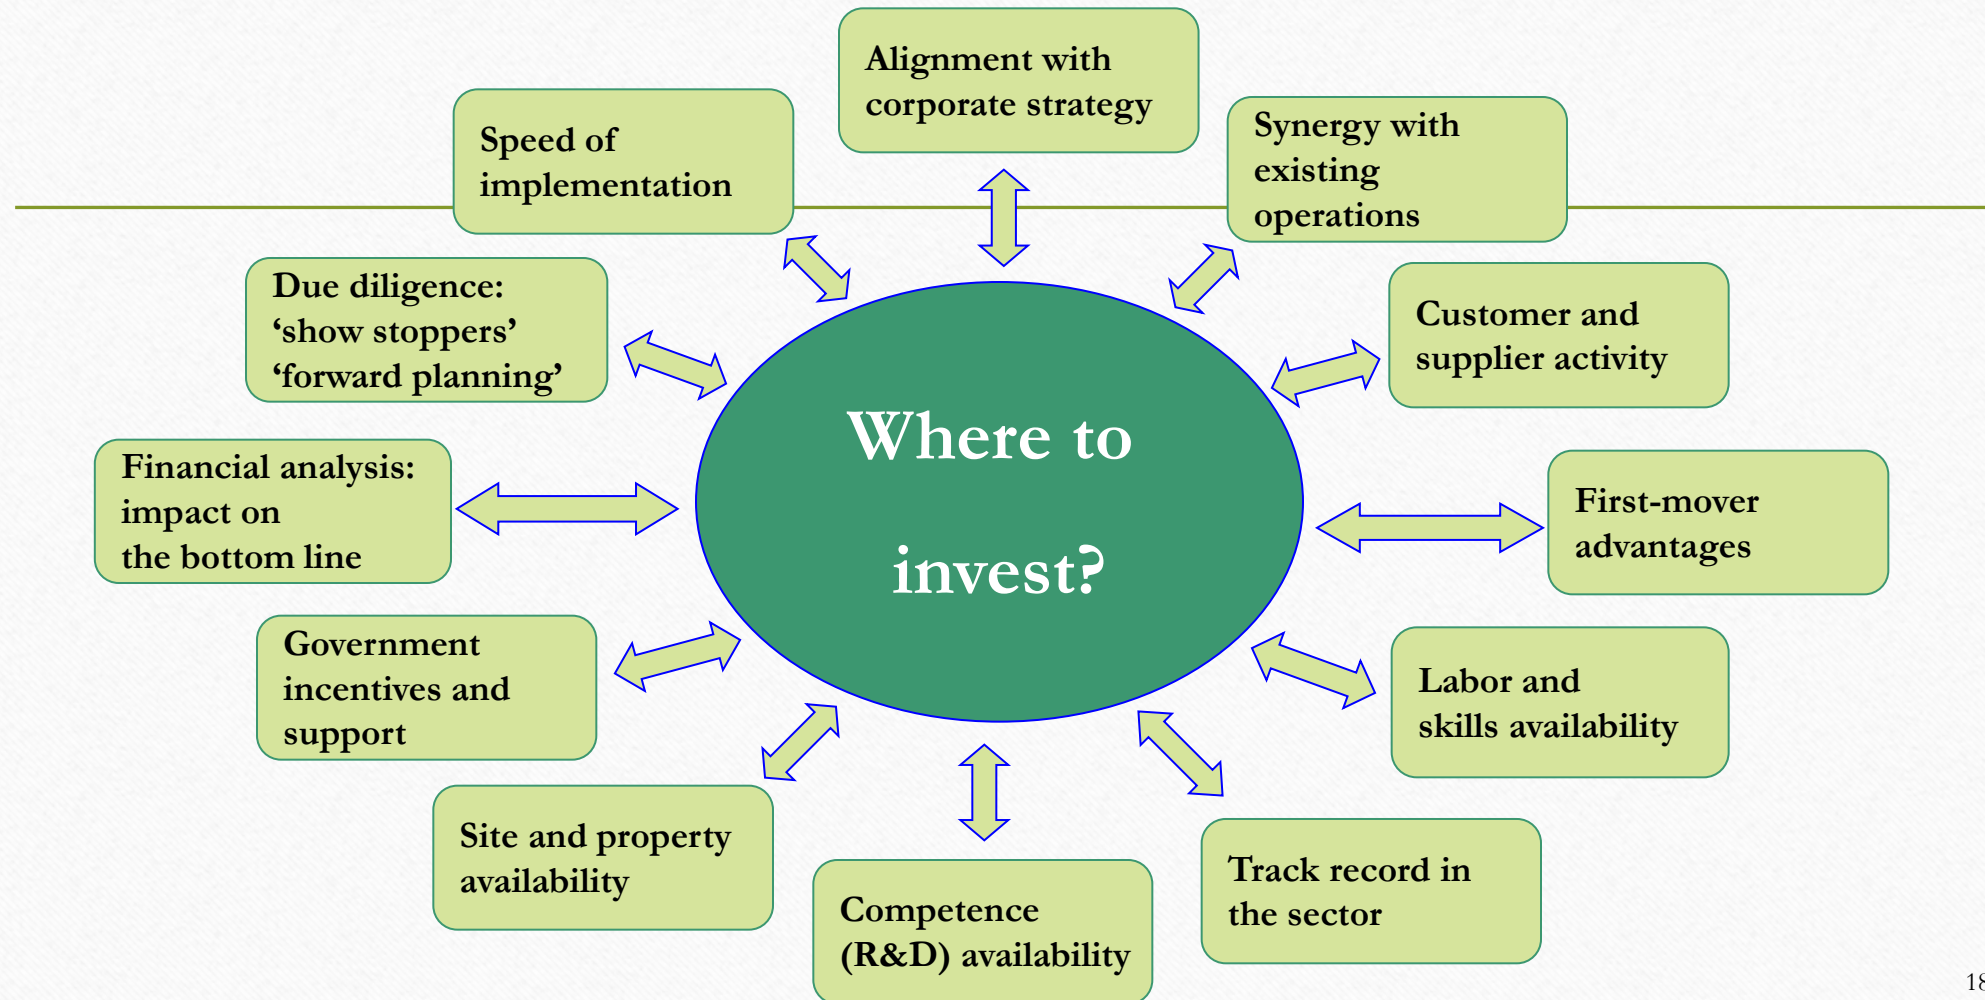 Alignment with
corporate strategy
Speed of
implementation
Synergy with
existing
operations
Due diligence:
‘show stoppers’
‘forward planning’
Customer and
supplier activity
Where to
invest?
Financial analysis:
impact on
the bottom line
First-mover
advantages
Government
incentives and
support
Labor and
skills availability
Site and property
availability
Track record in
the sector
Competence
(R&D) availability
18